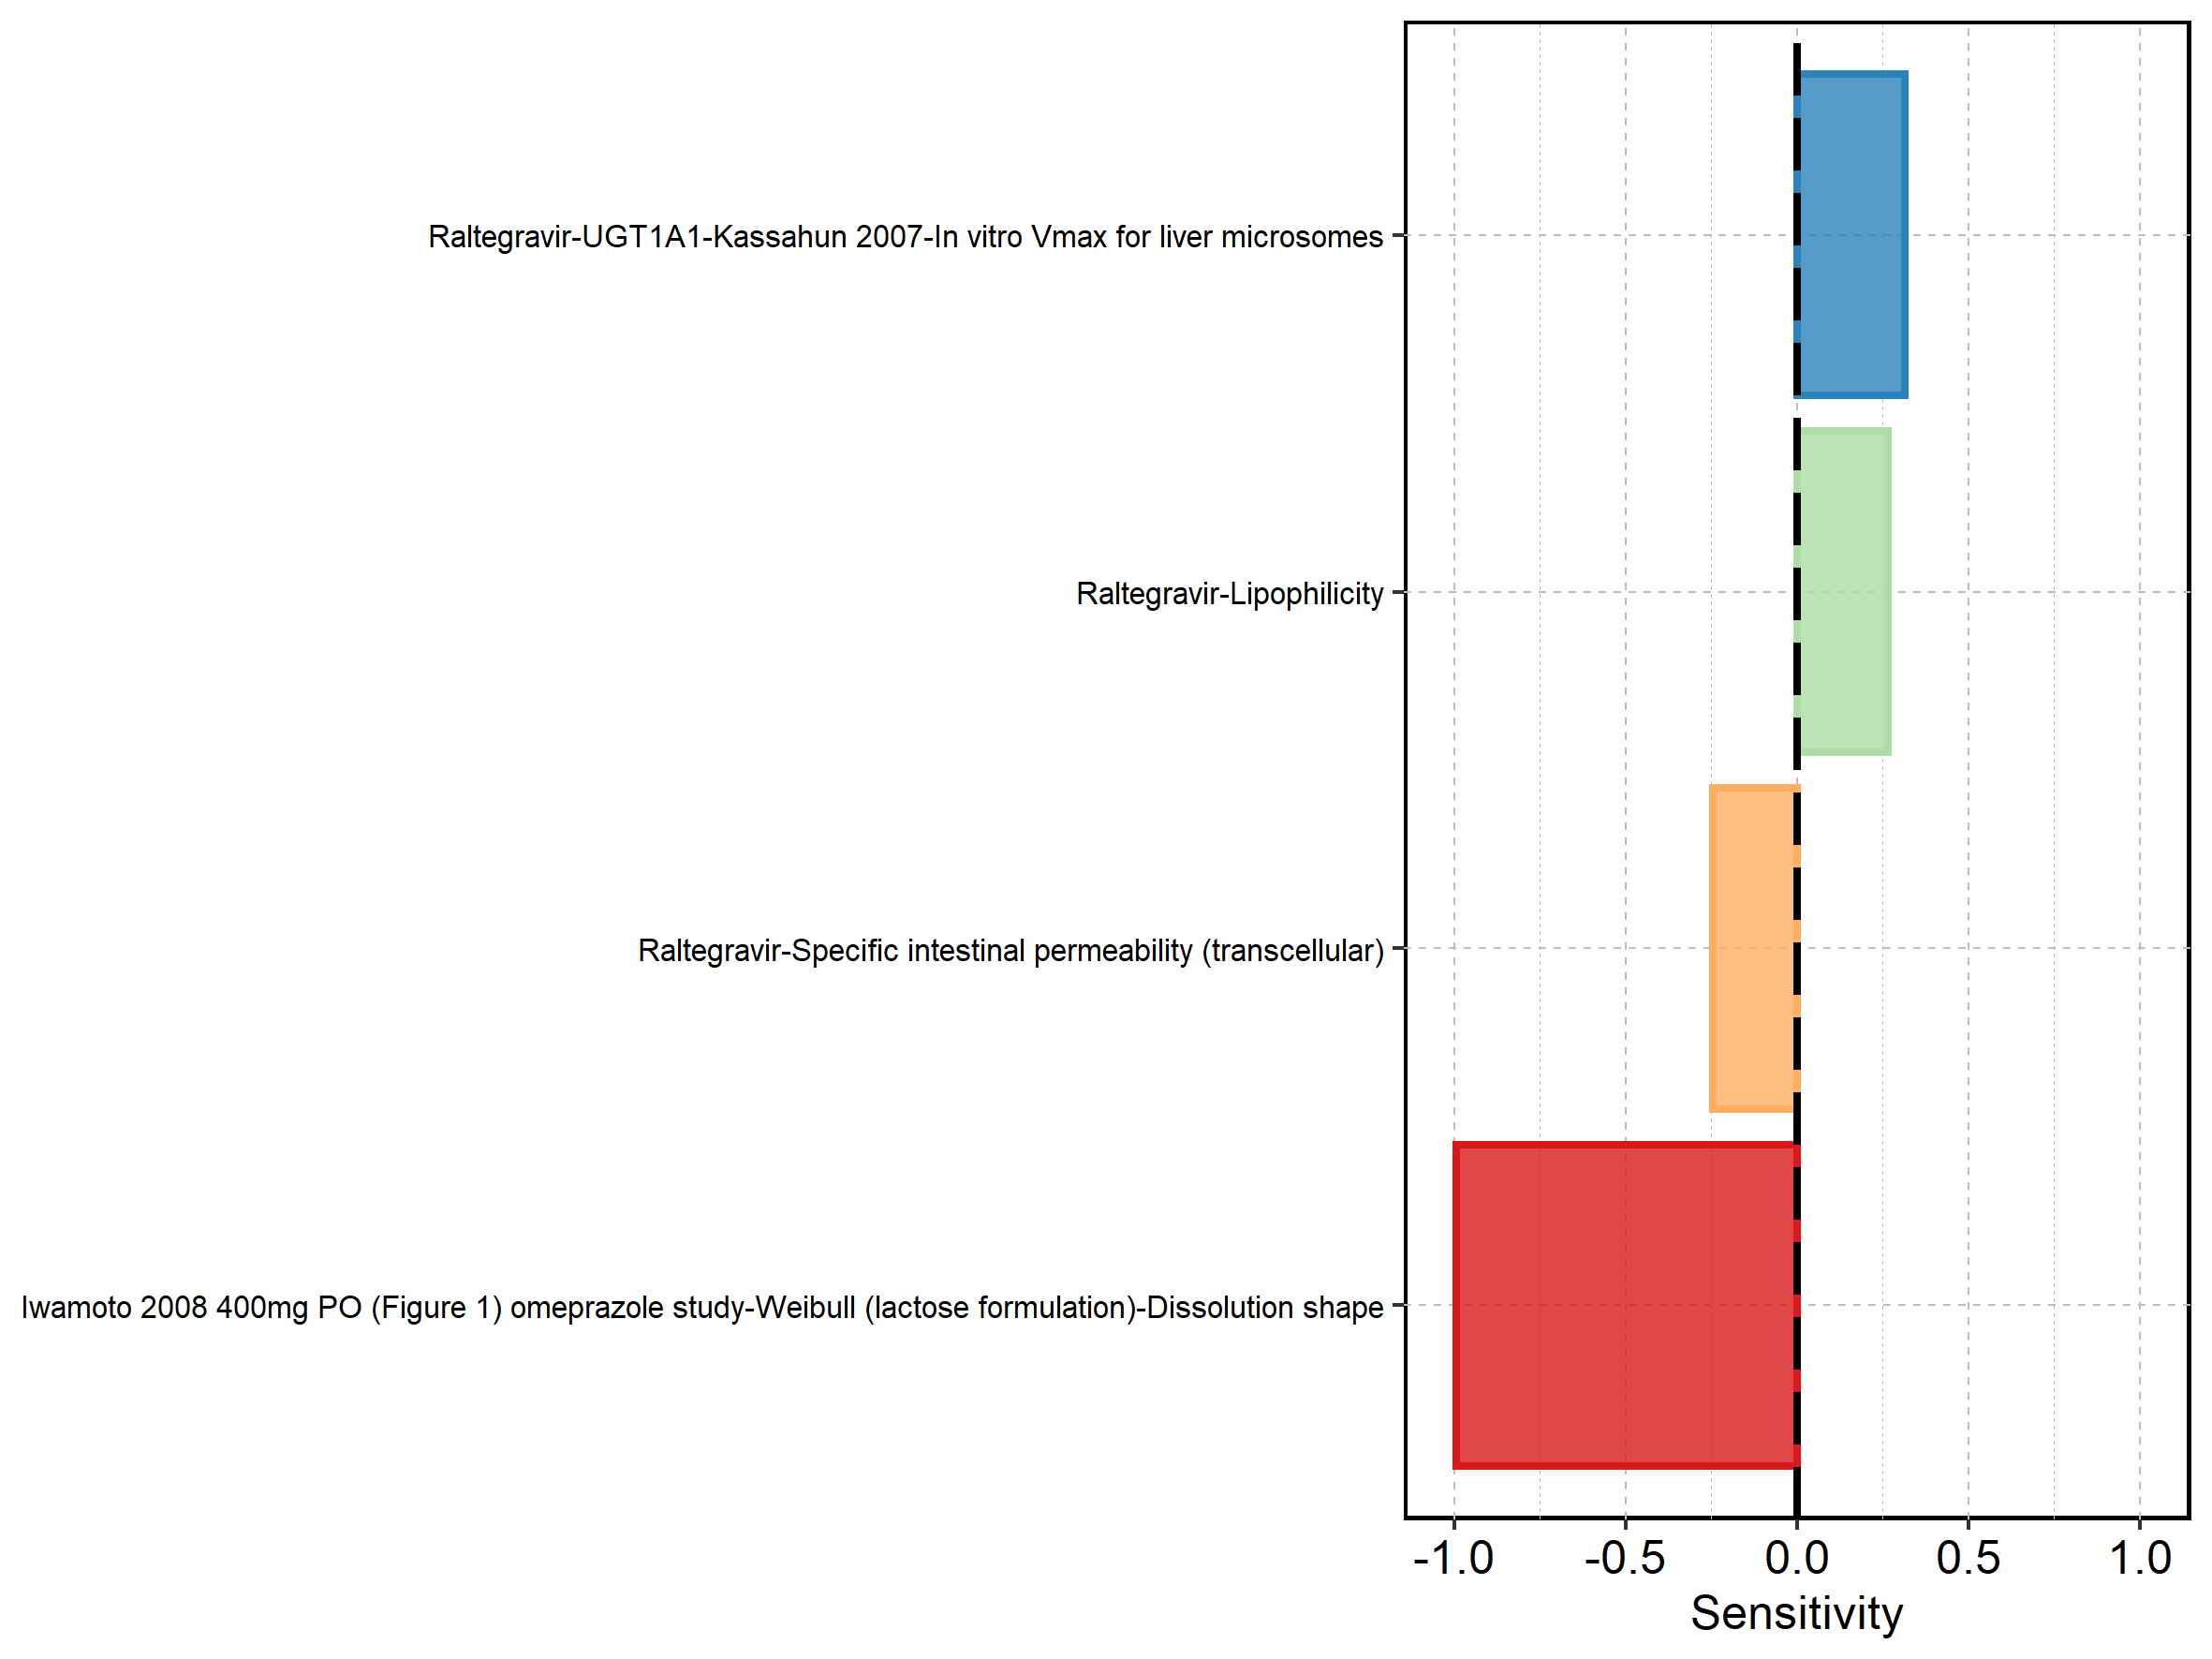 Raltegravir-UGT1A1-Kassahun 2007-In vitro Vmax for liver microsomes
Raltegravir-Lipophilicity
Raltegravir-Specific intestinal permeability (transcellular)
Iwamoto 2008 400mg PO (Figure 1) omeprazole study-Weibull (lactose formulation)-Dissolution shape
-1.0 -0.5 0.0 0.5 1.0
Sensitivity